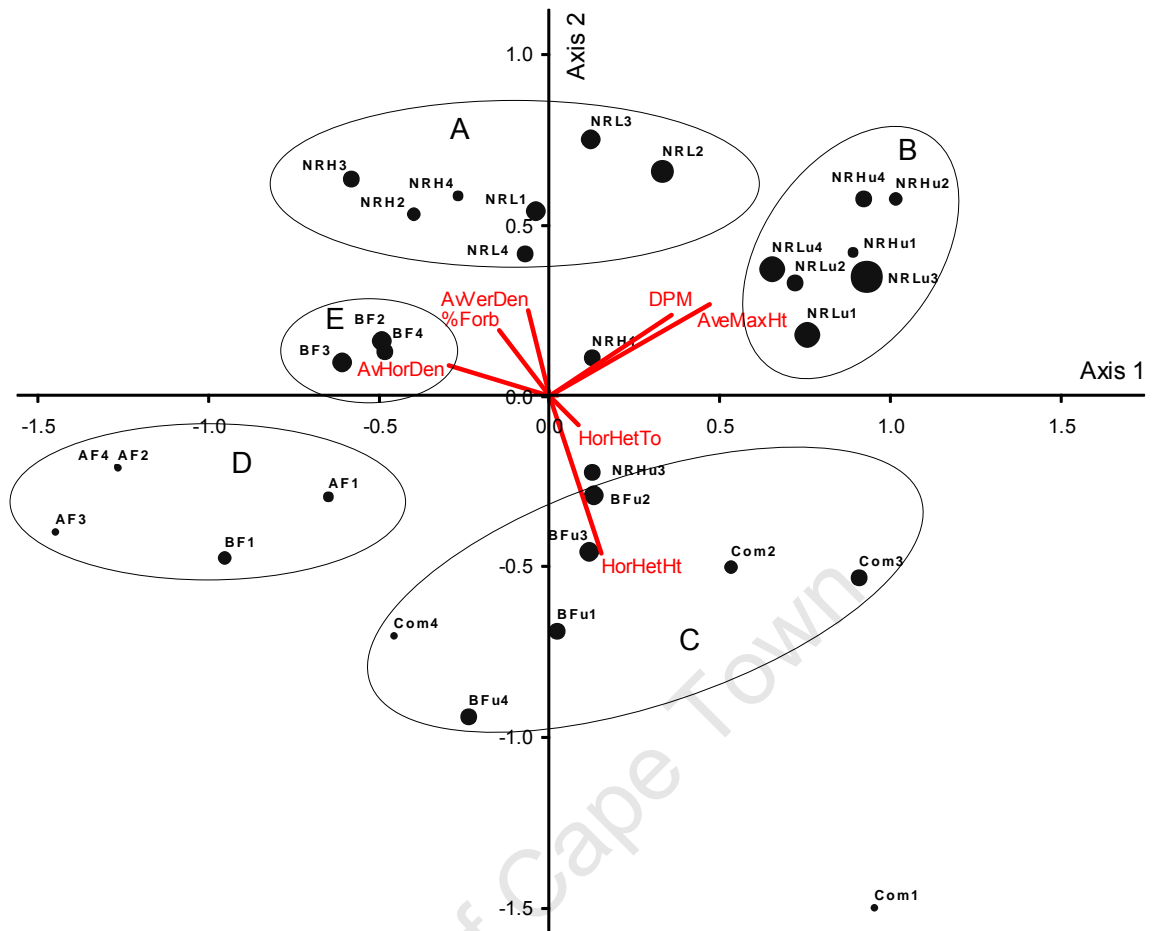 Axis 2
1.0
A
NRL3
NRL2
NRH3
NRH4
NRH2
NRL1
NRL4
0.5
B
NRHu4 NRHu2
NRHu1
NRLu4
NRLu2
NRLu3
NRLu1
AvVerDen
%Forb
DPM
AveMaxHt
E
BF2
BF4
BF3
AvHorDen
NRH1
Axis 1
0.0
-1.5 -1.0 -0.5 0.0 0.5 1.0 1.5
HorHetTo
AF4 AF2
D
AF1
AF3
BF1
NRHu3
BFu2
BFu3
-0.5
HorHetHt
Com2
Com3
Com4
BFu1
C
BFu4
-1.0
-1.5
Com1
f Cape Town